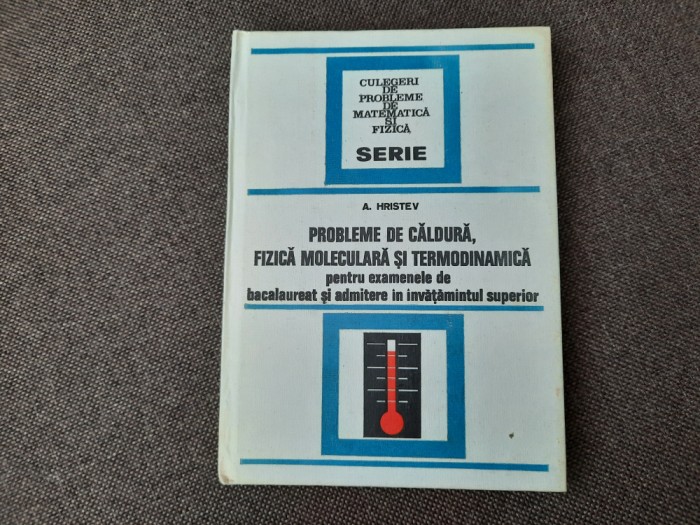 CULEGERI
DE
PROBLEME
DE
MATEMATICĂ
ȘI
FIZICĂ
SERIE
A. HRISTEV
PROBLEME DE CĂLDURĂ,
FIZICĂ MOLECULARĂ ȘI TERMODINAMICĂ
pentru examenele de
bacalaureat și admitere in invățămintul superior